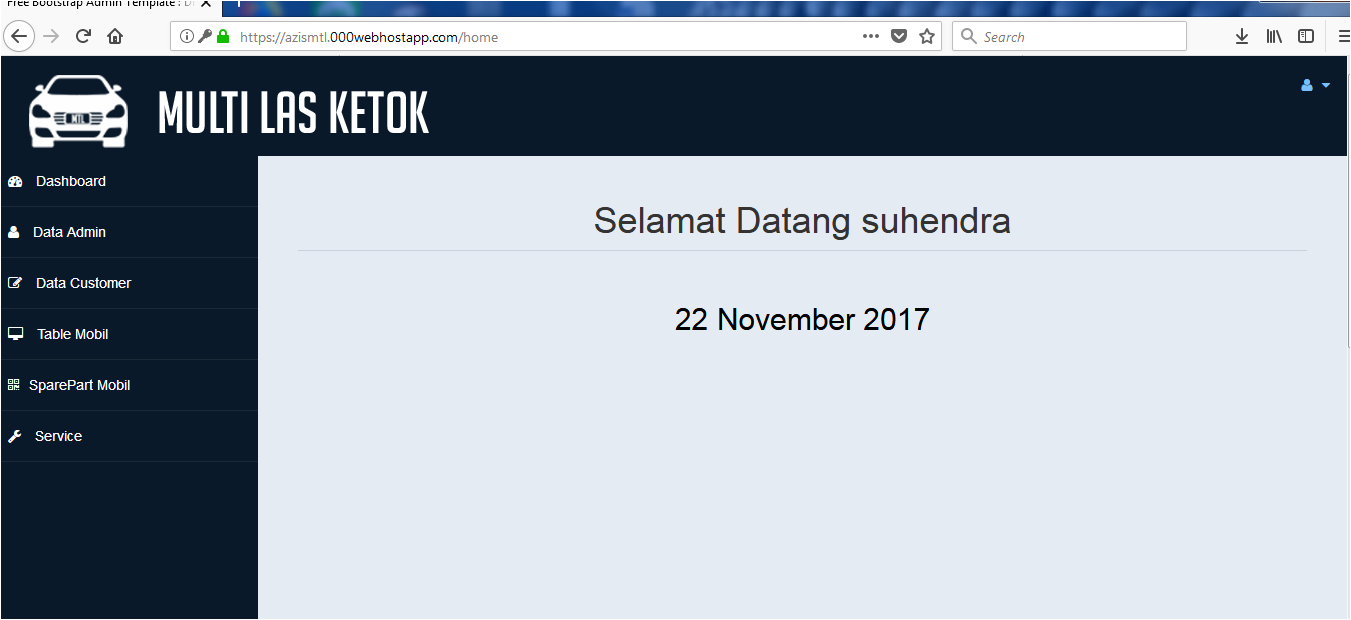 Free Bootstrap Admin Template : D
https://azismtl.000webhostapp.com/home
Search
MTL
MULTI LAS KETOK
Dashboard
Data Admin
Data Customer
Table Mobil
SparePart Mobil
Service
Selamat Datang suhendra
22 November 2017